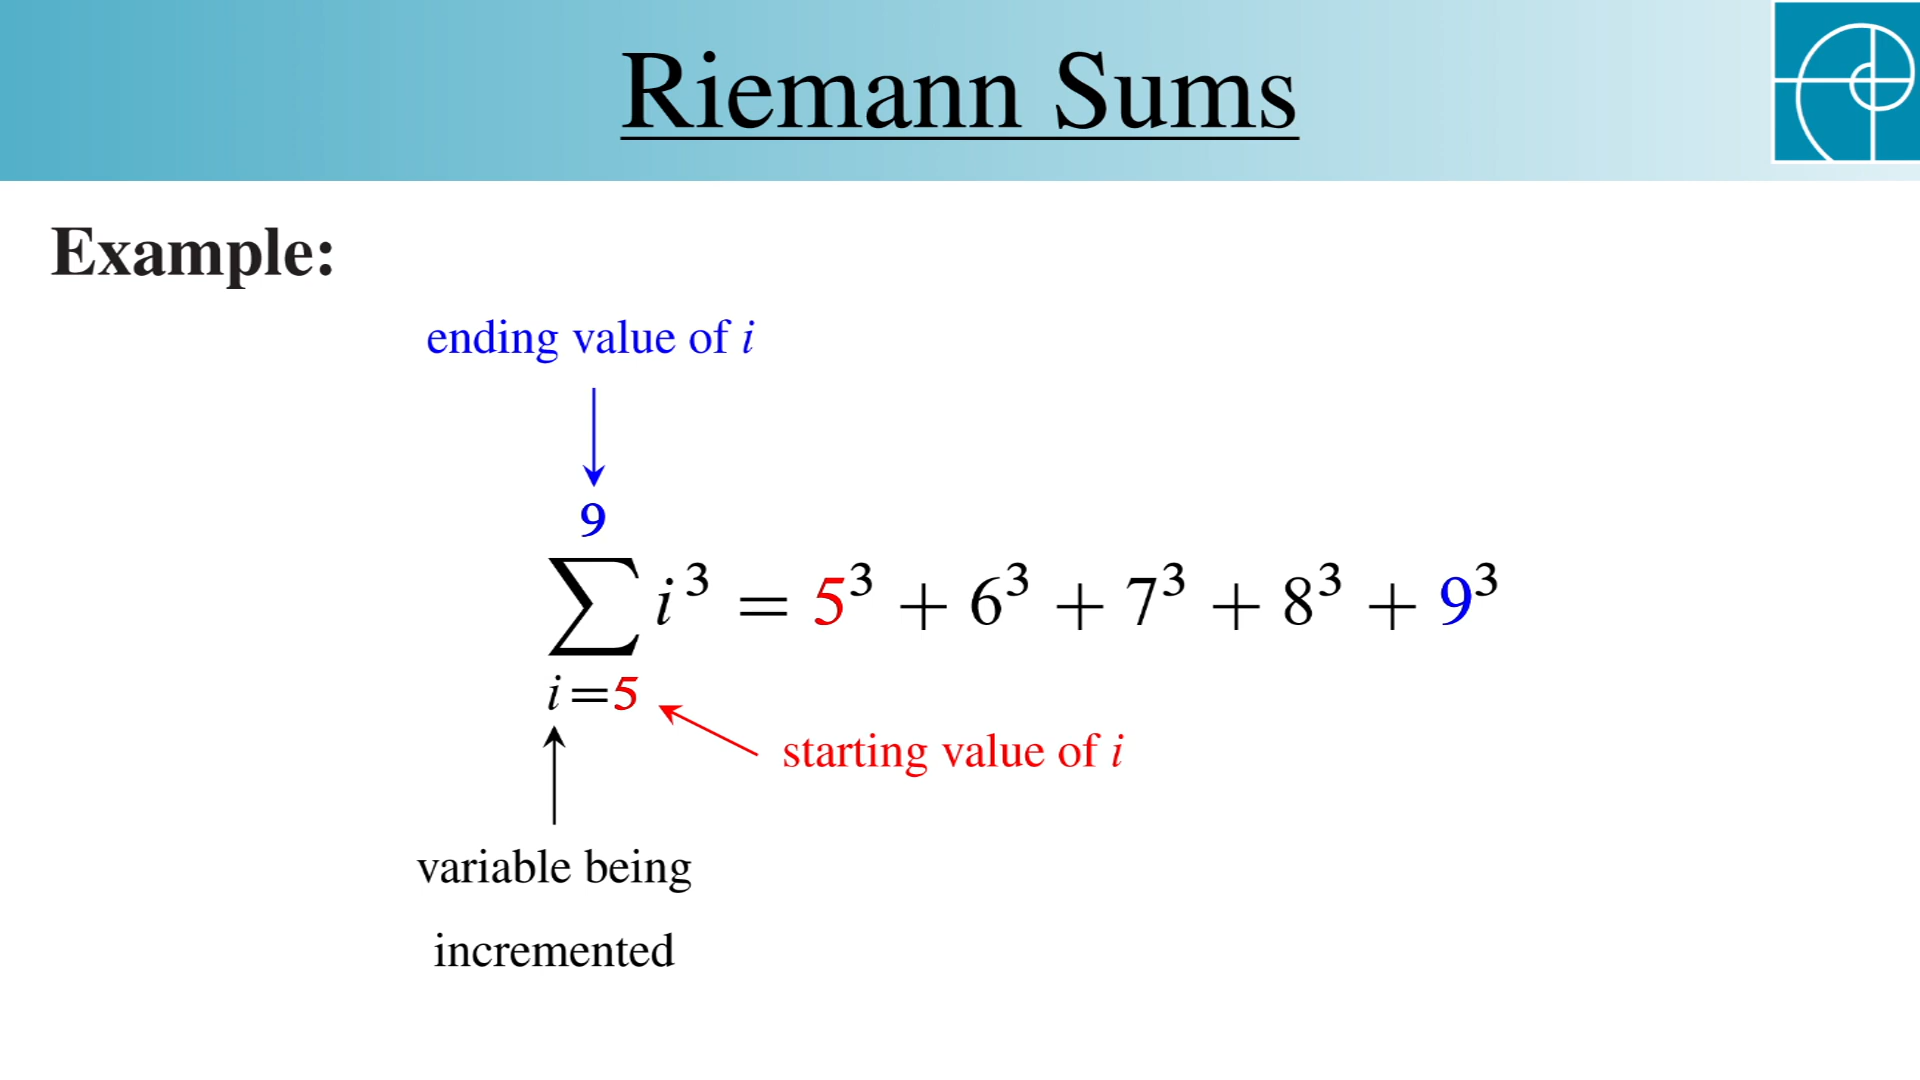 Riemann Sums
Example:
ending value of i
9
∑ i³ = 5³ + 6³ + 7³ + 8³ + 9³
i=5
starting value of i
variable being
incremented